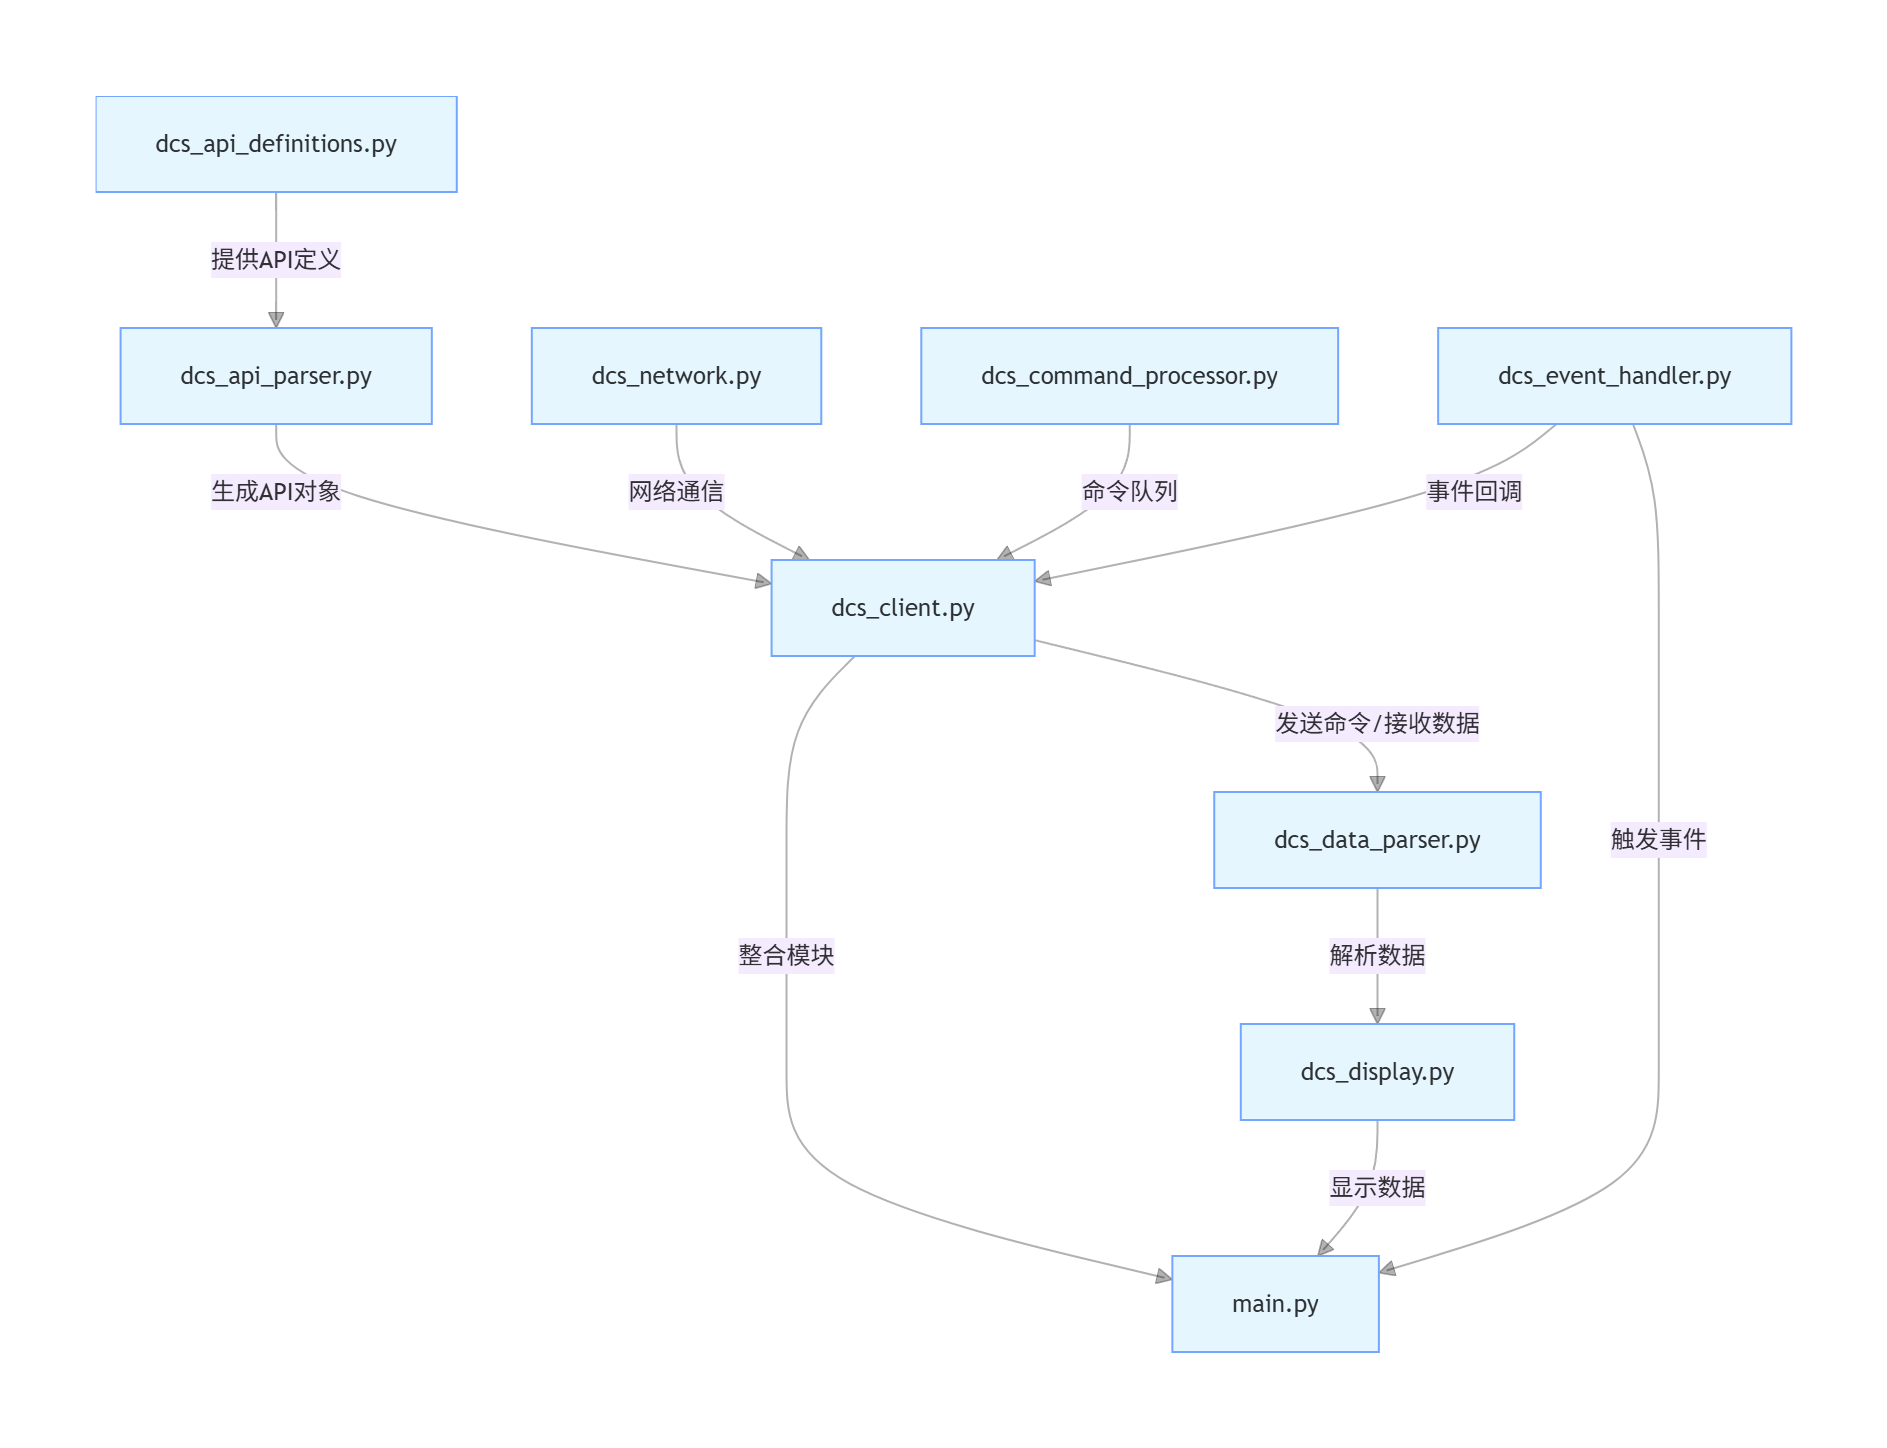 dcs_api_definitions.py
提供API定义
dcs_api_parser.py
dcs_network.py
dcs_command_processor.py
dcs_event_handler.py
生成API对象
网络通信
命令队列
事件回调
dcs_client.py
发送命令/接收数据
dcs_data_parser.py
触发事件
整合模块
解析数据
dcs_display.py
显示数据
main.py